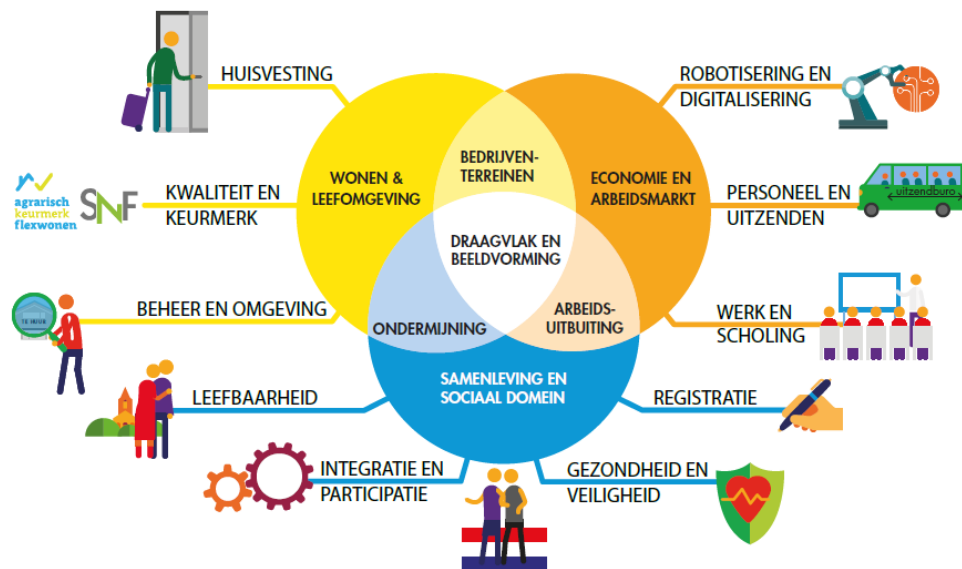 HUISVESTING
KWALITEIT EN
KEURMERK
agrarisch
keurmerk
flexwonen
SNF
BEHEER EN OMGEVING
TE HUUR
LEEFBAARHEID
INTEGRATIE EN
PARTICIPATIE
WONEN &
LEEFOMGEVING
BEDRIJVEN-
TERREINEN
ECONOMIE EN
ARBEIDSMARKT
DRAAGVLAK EN
BEELDVORMING
ONDERMIJNING
ARBEIDS-
UITBUITING
SAMENLEVING EN
SOCIAAL DOMEIN
ROBOTISERING EN
DIGITALISERING
PERSONEEL EN
UITZENDEN
uitzendburo
WERK EN
SCHOLING
REGISTRATIE
GEZONDHEID EN
VEILIGHEID